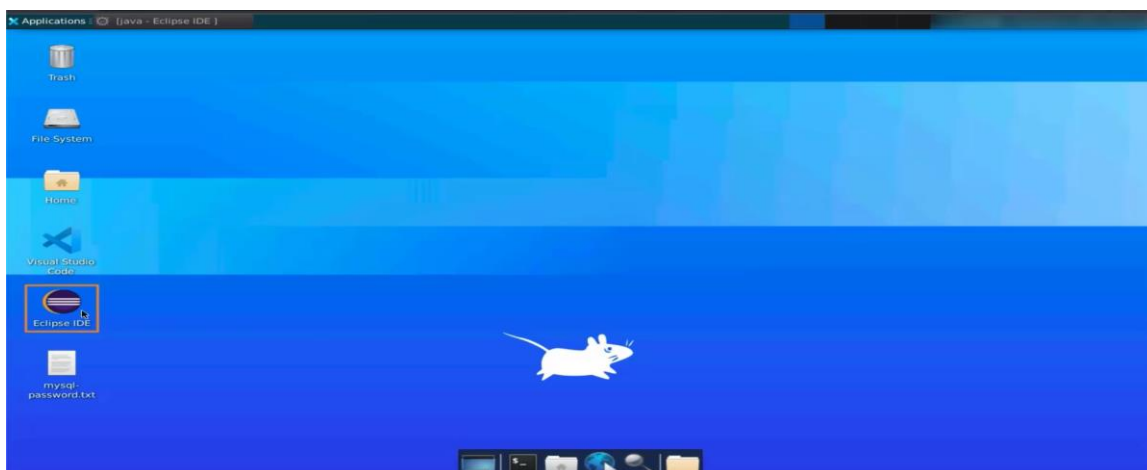 Applications : [java - Eclipse IDE ]
Trash
File System
Home
Visual Studio
Code
Eclipse IDE
mysql-
password.txt
$_